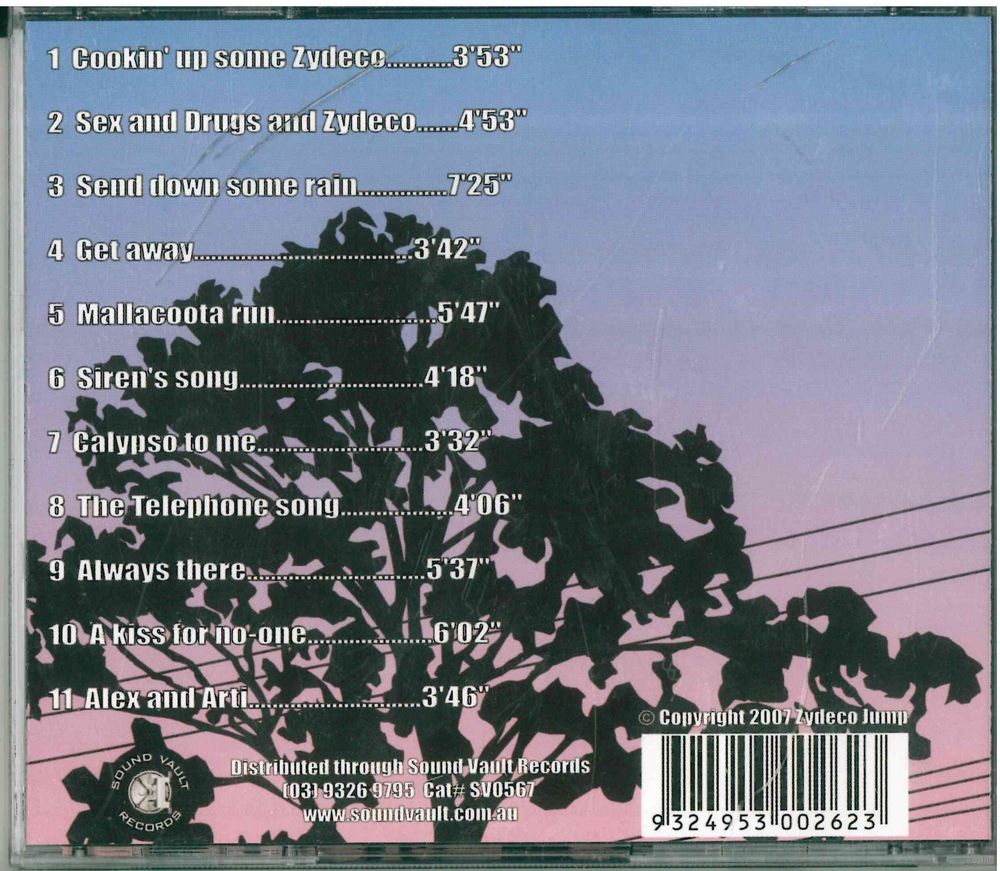 1 Cookin' up some Zydeco...........3'53"
2 Sex and Drugs and Zydeco.......4'53"
3 Send down some rain...............7'25"
4 Get away.....................................3'42"
5 Mallacoota run...........................5'47"
6 Siren's song...............................4'18"
7 Calypso to me............................3'32"
8 The Telephone song...................4'06"
9 Always there..............................5'37"
10 A kiss for no-one.....................6'02"
11 Alex and Arti.............................3'46"
© Copyright 2007 Zydeco Jump
SOUND VAULT
RECORDS
Distributed through Sound Vault Records
(03) 9326 9795 Cat# SV0567
www.soundvault.com.au
9 324953 002623